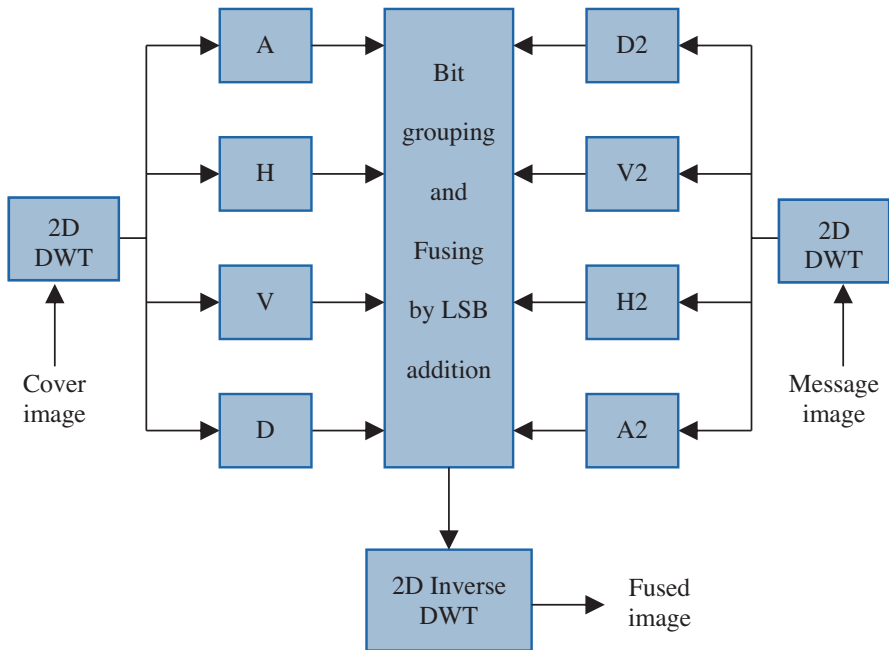 A
H
V
D
2D
DWT
Cover
image
Bit
grouping
and
Fusing
by LSB
addition
D2
V2
H2
A2
2D
DWT
Message
image
2D Inverse
DWT
Fused
image